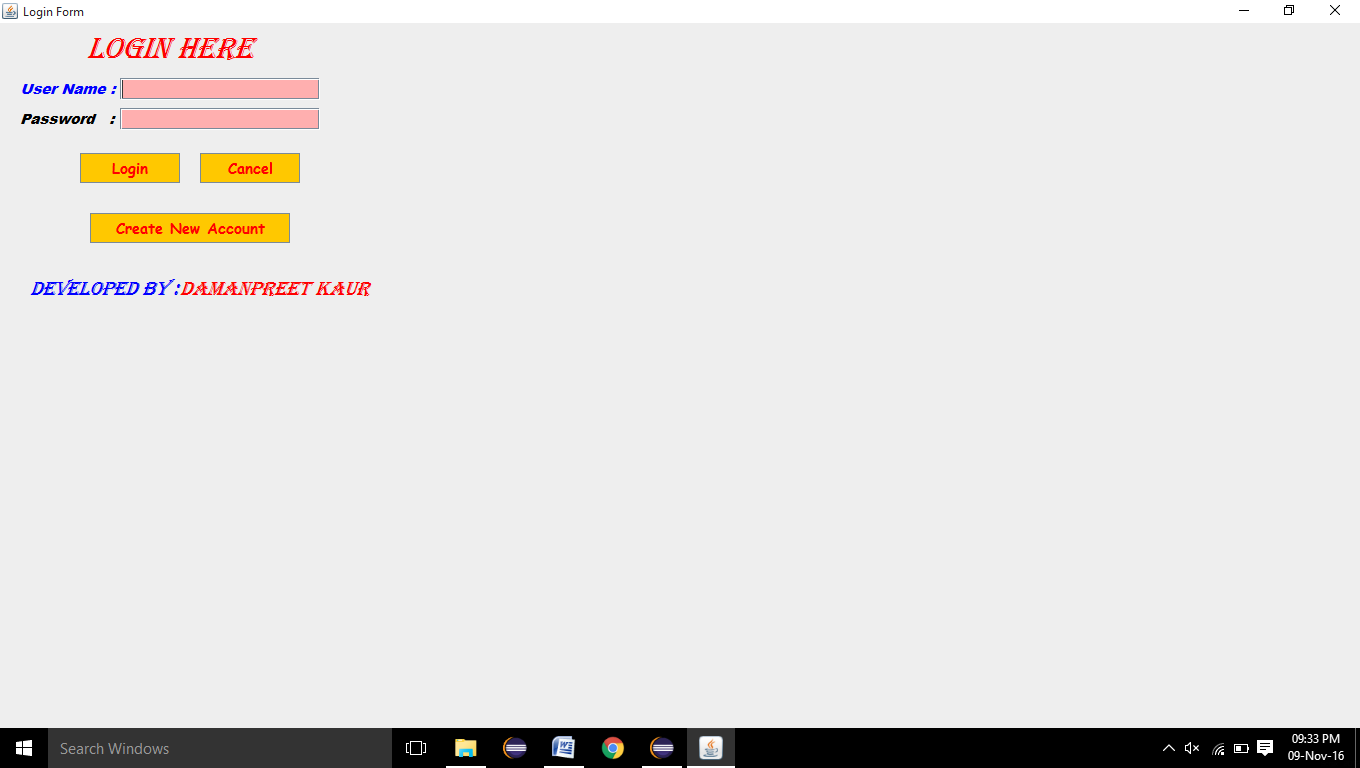 Login Form
LOGIN HERE
User Name :
Password :
Login Cancel
Create New Account
DEVELOPED BY : DAMANPREET KAUR
Search Windows
09:33 PM
09-Nov-16